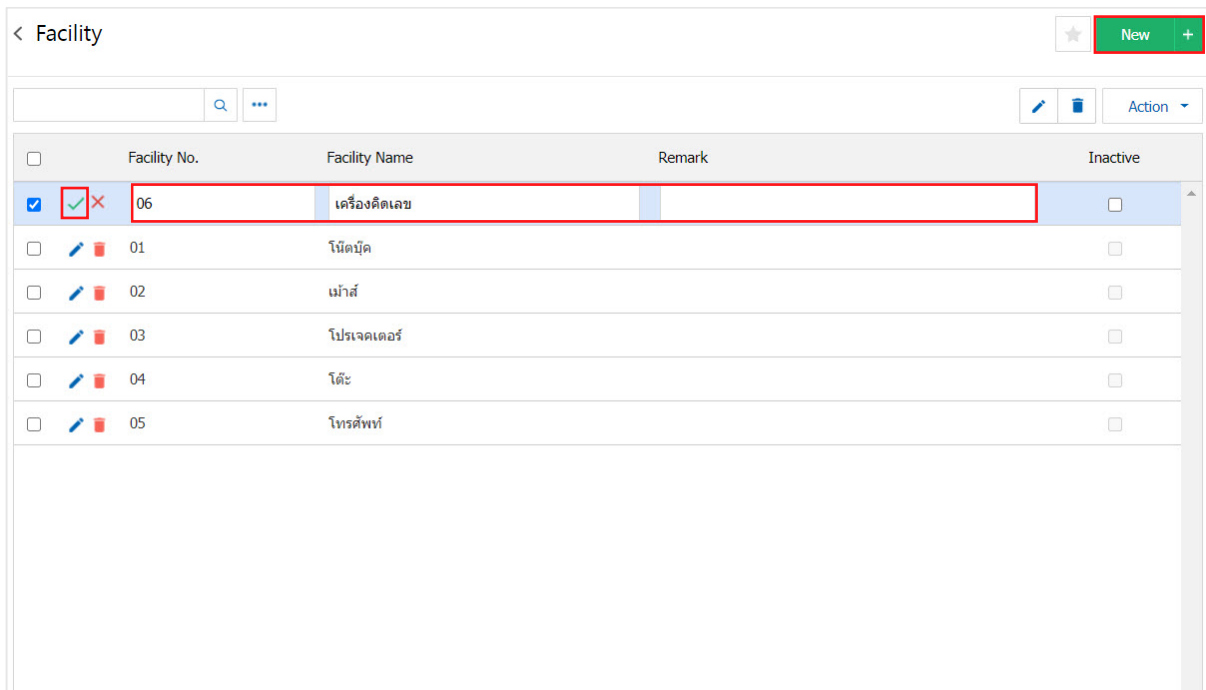 Facility
New +
Action
Facility No. Facility Name Remark Inactive
06 เครื่องคิดเลข
01 โน๊ตบุ๊ค
02 เม้าส์
03 โปรเจคเตอร์
04 โต๊ะ
05 โทรศัพท์